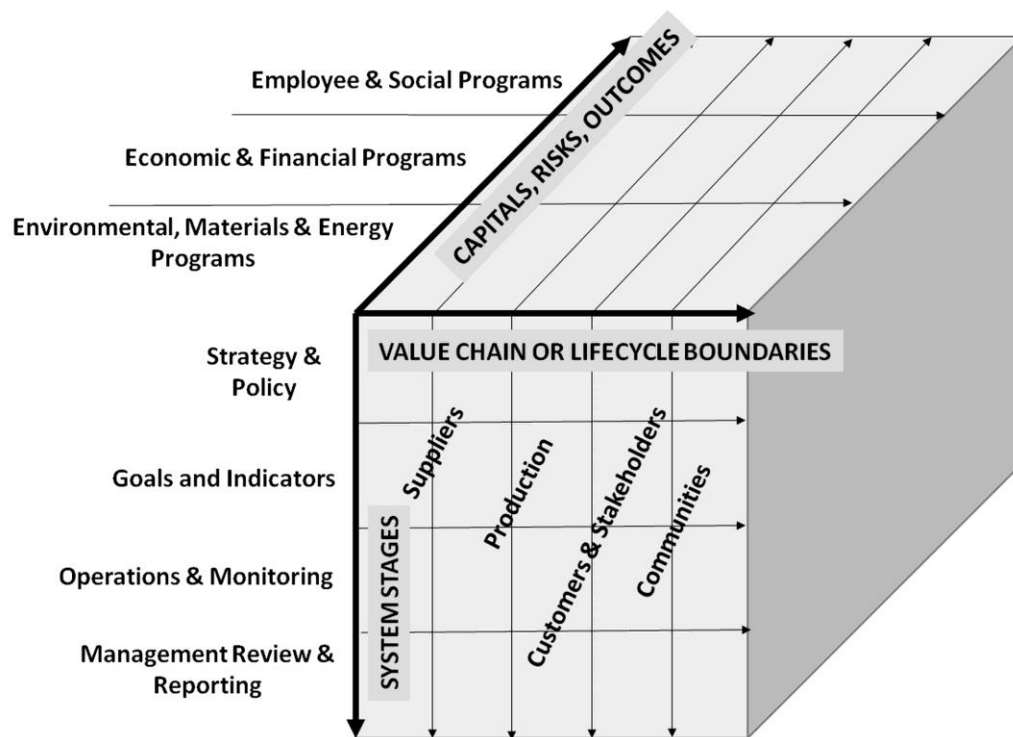 Employee & Social Programs
Economic & Financial Programs
Environmental, Materials & Energy
Programs
CAPITALS, RISKS, OUTCOMES
VALUE CHAIN OR LIFECYCLE BOUNDARIES
Strategy &
Policy
Goals and Indicators
Operations & Monitoring
Management Review &
Reporting
SYSTEM STAGES
Suppliers
Production
Customers & Stakeholders
Communities